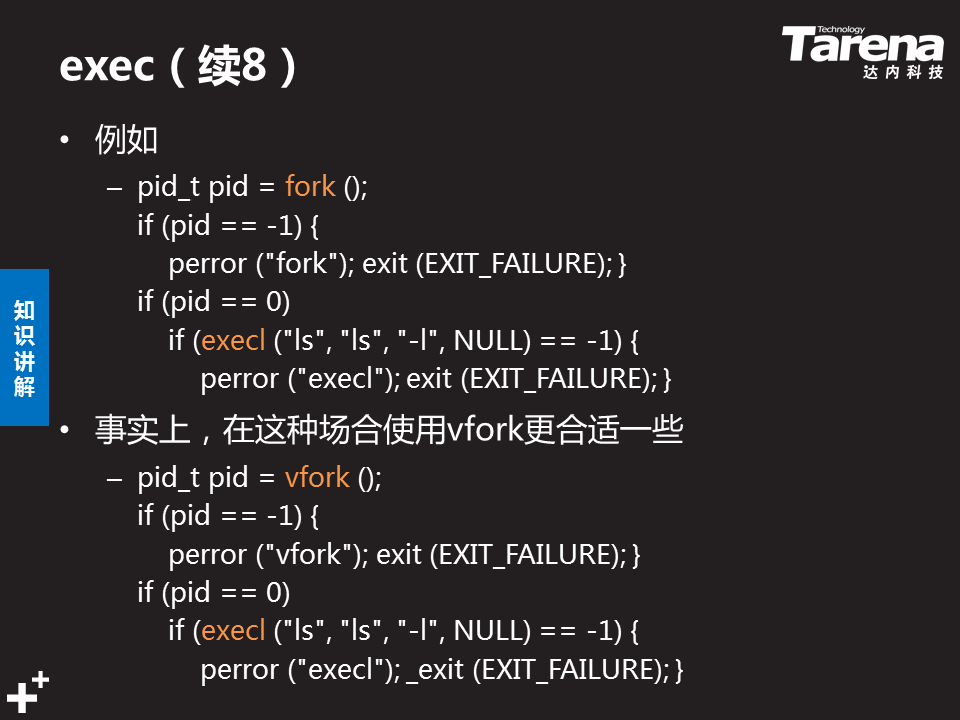 exec（续8）
Technology
Tarena
达内科技
• 例如
– pid_t pid = fork ();
if (pid == -1) {
perror ("fork"); exit (EXIT_FAILURE); }
if (pid == 0)
if (execl ("ls", "ls", "-l", NULL) == -1) {
perror ("execl"); exit (EXIT_FAILURE); }
知识讲解
• 事实上，在这种场合使用vfork更合适一些
– pid_t pid = vfork ();
if (pid == -1) {
perror ("vfork"); exit (EXIT_FAILURE); }
if (pid == 0)
if (execl ("ls", "ls", "-l", NULL) == -1) {
perror ("execl"); _exit (EXIT_FAILURE); }